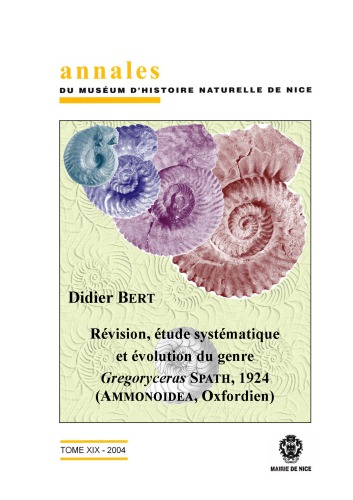 annales
DU MUSÉUM D'HISTOIRE NATURELLE DE NICE
Didier BERT
Révision, étude systématique
et évolution du genre
Gregoryceras SPATH, 1924
(AMMONOIDEA, Oxfordien)
TOME XIX - 2004
MAIRIE DE NICE